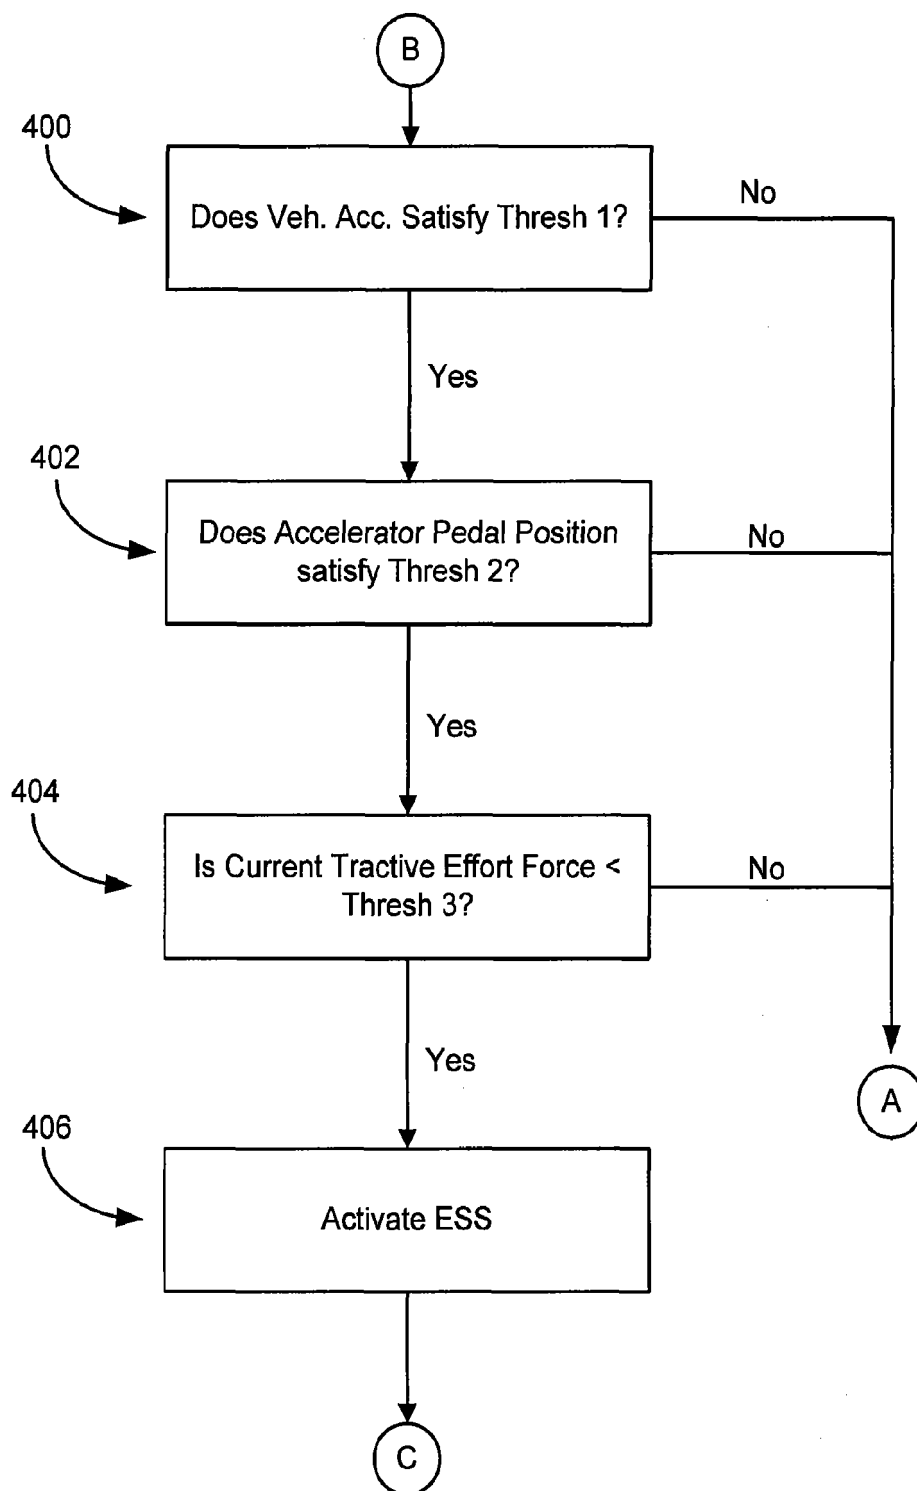 B
400
Does Veh. Acc. Satisfy Thresh 1?
No
Yes
402
Does Accelerator Pedal Position
satisfy Thresh 2?
No
Yes
404
Is Current Tractive Effort Force <
Thresh 3?
No
Yes
A
406
Activate ESS
C